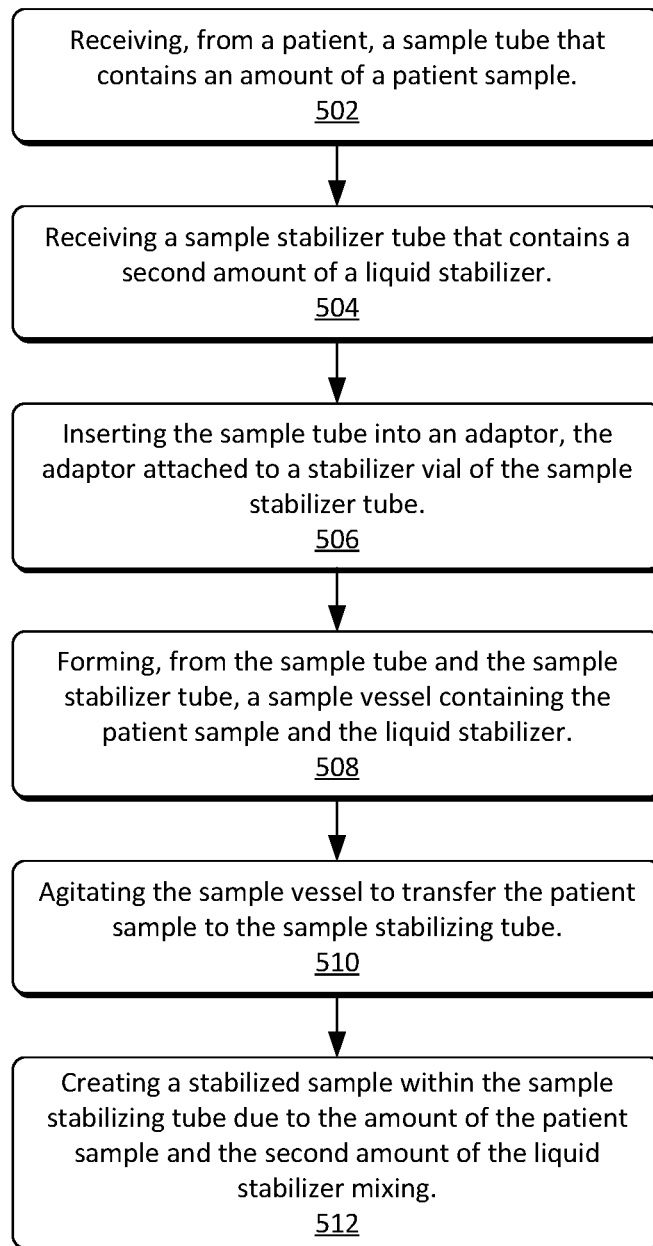 Receiving, from a patient, a sample tube that
contains an amount of a patient sample.
502
Receiving a sample stabilizer tube that contains a
second amount of a liquid stabilizer.
504
Inserting the sample tube into an adaptor, the
adaptor attached to a stabilizer vial of the sample
stabilizer tube.
506
Forming, from the sample tube and the sample
stabilizer tube, a sample vessel containing the
patient sample and the liquid stabilizer.
508
Agitating the sample vessel to transfer the patient
sample to the sample stabilizing tube.
510
Creating a stabilized sample within the sample
stabilizing tube due to the amount of the patient
sample and the second amount of the liquid
stabilizer mixing.
512